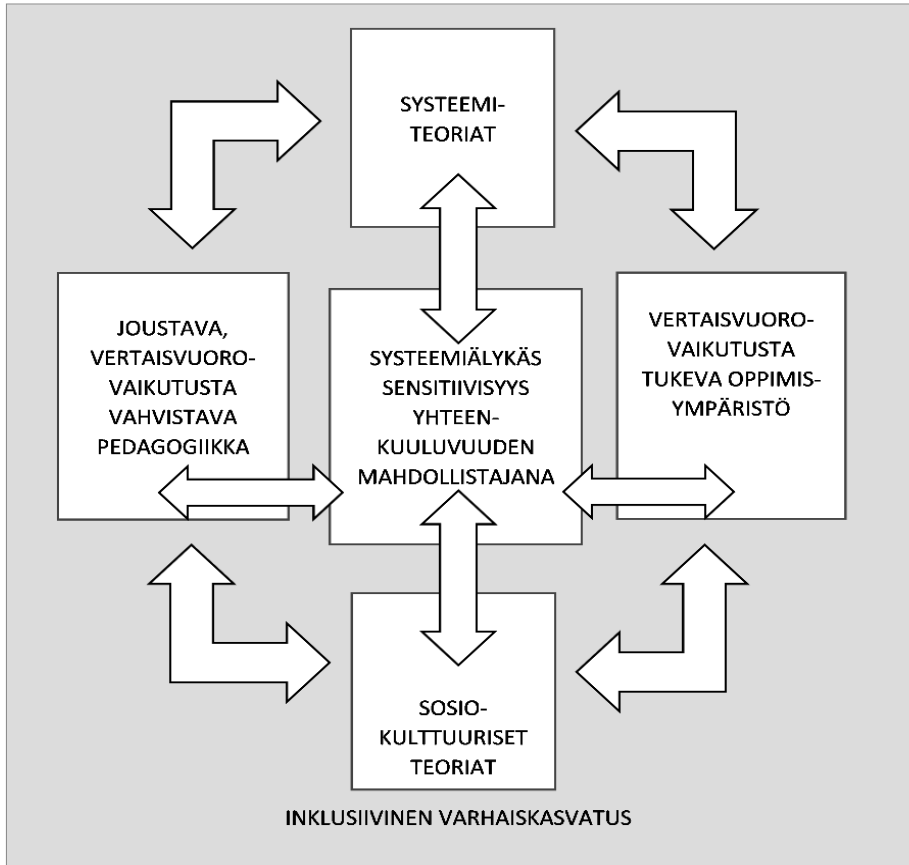 SYSTEEMI-
TEORIAT
JOUSTAVA,
VERTAISVUORO-
VAIKUTUSTA
VAHVISTAVA
PEDAGOGIIKKA
SYSTEEMIÄLYKÄS
SENSITIIVISYYS
YHTEEN-
KUULUVUUDEN
MAHDOLLISTAJANA
VERTAISVUORO-
VAIKUTUSTA
TUKEVA OPPIMIS-
YMPÄRISTÖ
SOSIO-
KULTTUURISET
TEORIAT
INKLUSIIVINEN VARHAISKASVATUS